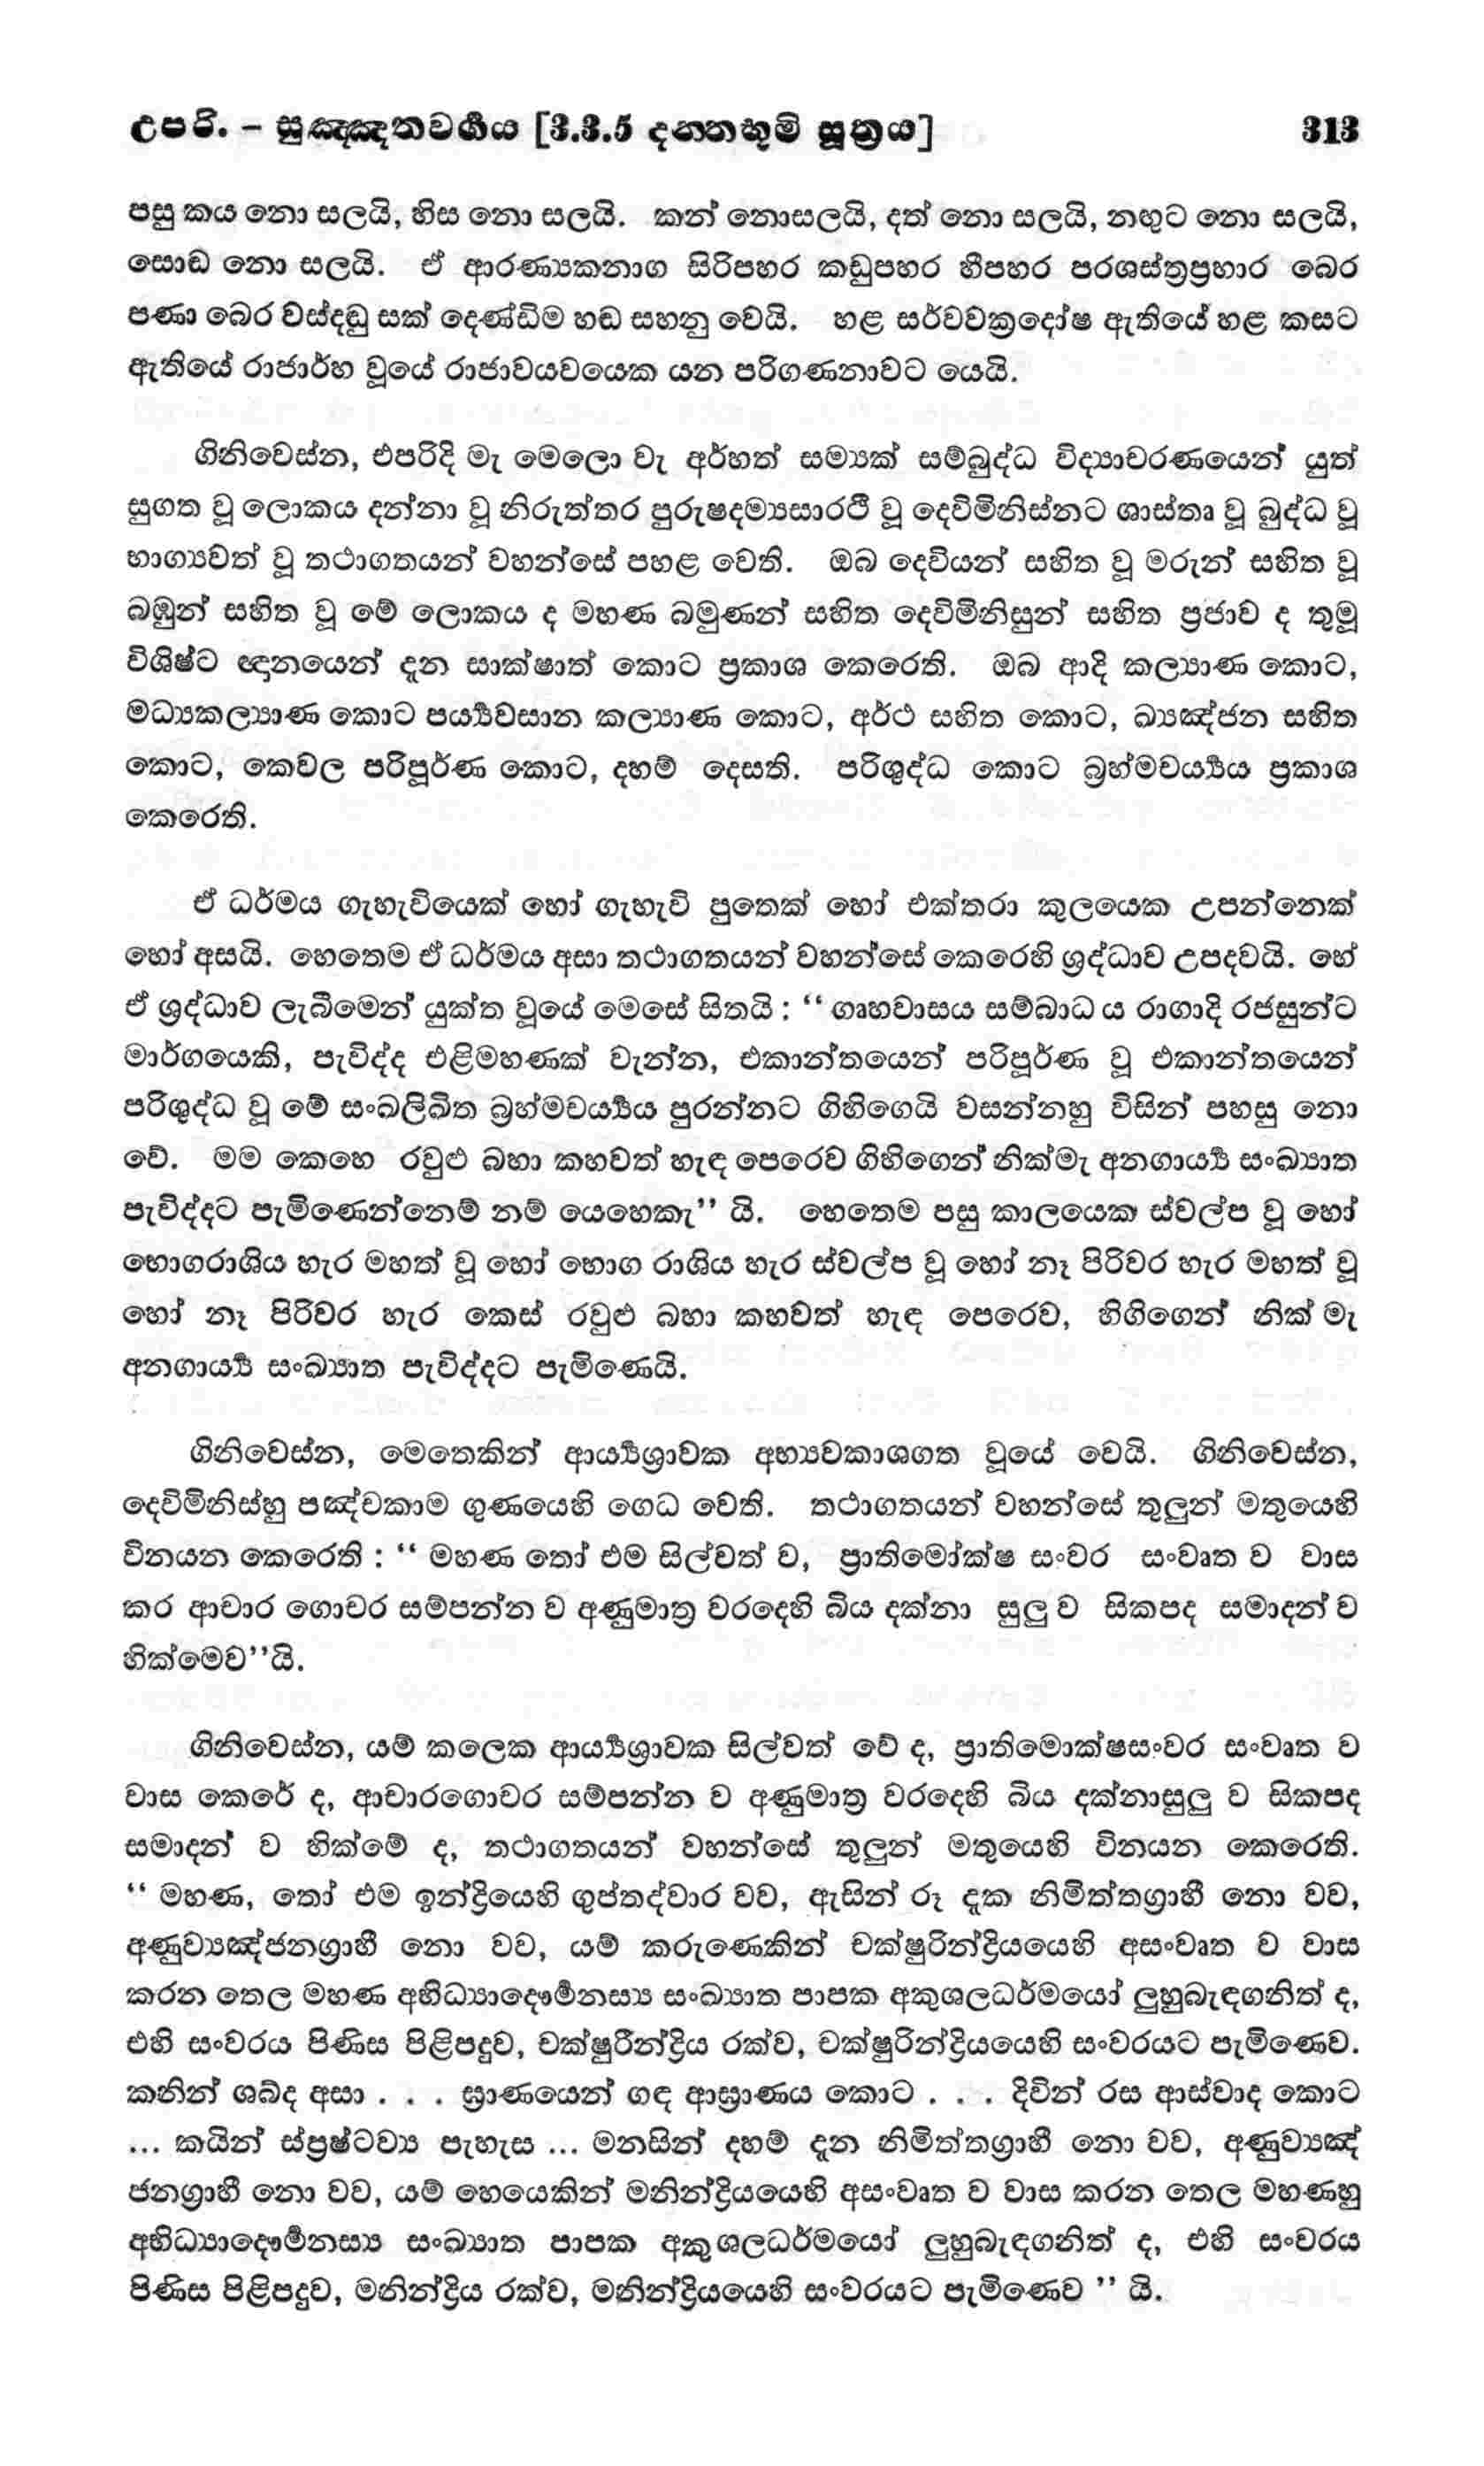 උපරි. – සුඤ්ඤතවර්‍ගය [3.3.5 දන්තභූමි සූත්‍රය] 313
පසු කය නො සලයි, හිස නො සලයි. කන් නොසලයි, දත් නො සලයි, නඟුට නො සලයි,
සොඬ නො සලයි. ඒ ආරණ්‍යකනාග සිරිපහර කඩුපහර හීපහර පරශස්ත්‍රප්‍රහාර බෙර
පණා බෙර වස්දඬු සක් දෙණ්ඩිම හඬ සහනු වෙයි. හළ සර්වවක්‍රදෝෂ ඇතියේ හළ කසට
ඇතියේ රාජාර්හ වූයේ රාජාවයවයෙක යන පරිගණනාවට යෙයි.
ගිනිවෙස්න, එපරිදි මැ මෙලො වැ අර්හත් සම්‍යක් සම්බුද්ධ විද්‍යාචරණයෙන් යුත්
සුගත වූ ලොකය දන්නා වූ නිරුත්තර පුරුෂදම්‍යසාරථී වූ දෙව්මිනිස්නට ශාස්තෘ වූ බුද්ධ වූ
භාග්‍යවත් වූ තථාගතයන් වහන්සේ පහළ වෙති. ඔබ දෙවියන් සහිත වූ මරුන් සහිත වූ
බඹුන් සහිත වූ මේ ලොකය ද මහණ බමුණන් සහිත දෙව්මිනිසුන් සහිත ප්‍රජාව ද තුමූ
විශිෂ්ට ඥානයෙන් දැන සාක්ෂාත් කොට ප්‍රකාශ කෙරෙති. ඔබ ආදි කල්‍යාණ කොට,
මධ්‍යකල්‍යාණ කොට පර්‍ය්‍යවසාන කල්‍යාණ කොට, අර්ථ සහිත කොට, ව්‍යඤ්ජන සහිත
කොට, කෙවල පරිපූර්ණ කොට, දහම් දෙසති. පරිශුද්ධ කොට බ්‍රහ්මචර්‍ය්‍යය ප්‍රකාශ
කෙරෙති.
ඒ ධර්මය ගැහැවියෙක් හෝ ගැහැවි පුතෙක් හෝ එක්තරා කුලයෙක උපන්නෙක්
හෝ අසයි. හෙතෙම ඒ ධර්මය අසා තථාගතයන් වහන්සේ කෙරෙහි ශ්‍රද්ධාව උපදවයි. හේ
ඒ ශ්‍රද්ධාව ලැබීමෙන් යුක්ත වූයේ මෙසේ සිතයි : ‘‘ ගෘහවාසය සම්බාධ ය රාගාදි රජසුන්ට
මාර්ගයෙකි, පැවිද්ද එළිමහණක් වැන්න, එකාන්තයෙන් පරිපූර්ණ වූ එකාන්තයෙන්
පරිශුද්ධ වූ මේ සංඛලිඛිත බ්‍රහ්මචර්‍ය්‍යය පුරන්නට ගිහිගෙයි වසන්නහු විසින් පහසු නො
වේ. මම කෙහෙ රවුළු බහා කහවත් හැඳ පෙරෙව ගිහිගෙන් නික්මැ අනගාර්‍ය්‍ය සංඛ්‍යාත
පැවිද්දට පැමිණෙන්නෙම් නම් යෙහෙකැ’’ යි. හෙතෙම පසු කාලයෙක ස්වල්ප වූ හෝ
භොගරාශිය හැර මහත් වූ හෝ භොග රාශිය හැර ස්වල්ප වූ හෝ නෑ පිරිවර හැර මහත් වූ
හෝ නෑ පිරිවර හැර කෙස් රවුළු බහා කහවත් හැඳ පෙරෙව, හිගිගෙන් නික් මැ
අනගාර්‍ය්‍ය සංඛ්‍යාත පැවිද්දට පැමිණෙයි.
ගිනිවෙස්න, මෙතෙකින් ආර්‍ය්‍යශ්‍රාවක අභ්‍යවකාශගත වූයේ වෙයි. ගිනිවෙස්න,
දෙව්මිනිස්හු පඤ්චකාම ගුණයෙහි ගෙධ වෙති. තථාගතයන් වහන්සේ තුලුන් මතුයෙහි
විනයන කෙරෙති : ‘‘ මහණ තෝ එම සිල්වත් ව, ප්‍රාතිමෝක්ෂ සංවර සංවෘත ව වාස
කර ආචාර ගොචර සම්පන්න ව අණුමාත්‍ර වරදෙහි බිය දක්නා සුලු ව සිකපද සමාදන් ව
හික්මෙව’’යි.
ගිනිවෙස්න, යම් කලෙක ආර්‍ය්‍යශ්‍රාවක සිල්වත් වේ ද, ප්‍රාතිමොක්ෂසංවර සංවෘත ව
වාස කෙරේ ද, ආචාරගොචර සම්පන්න ව අණුමාත්‍ර වරදෙහි බිය දක්නාසුලු ව සිකපද
සමාදන් ව හික්මේ ද, තථාගතයන් වහන්සේ තුලුන් මතුයෙහි විනයන කෙරෙති.
‘‘ මහණ, තෝ එම ඉන්ද්‍රියෙහි ගුප්තද්වාර වව, ඇසින් රූ දැක නිමිත්තග්‍රාහී නො වව,
අණුව්‍යඤ්ජනග්‍රාහී නො වව, යම් කරුණෙකින් චක්ෂුරින්ද්‍රියයෙහි අසංවෘත ව වාස
කරන තෙල මහණ අභිධ්‍යාදෞර්‍මනස්‍ය සංඛ්‍යාත පාපක අකුශලධර්මයෝ ලුහුබැඳගනිත් ද,
එහි සංවරය පිණිස පිළිපදුව, චක්ෂුරීන්ද්‍රිය රක්ව, චක්ෂුරින්ද්‍රියයෙහි සංවරයට පැමිණෙව.
කනින් ශබ්ද අසා . . . ඝ්‍රාණයෙන් ගඳ ආඝ්‍රාණය කොට . . . දිවින් රස ආස්වාද කොට
... කයින් ස්ප්‍රෂ්ටව්‍ය පැහැස ... මනසින් දහම් දැන නිමිත්තග්‍රාහී නො වව, අණුව්‍යඤ්
ජනග්‍රාහී නො වව, යම් හෙයෙකින් මනින්ද්‍රියයෙහි අසංවෘත ව වාස කරන තෙල මහණහු
අභිධ්‍යාදෞර්‍මනස්‍ය සංඛ්‍යාත පාපක අකුශලධර්මයෝ ලුහුබැඳගනිත් ද, එහි සංවරය
පිණිස පිළිපදුව, මනින්ද්‍රිය රක්ව, මනින්ද්‍රියයෙහි සංවරයට පැමිණෙව ’’ යි.